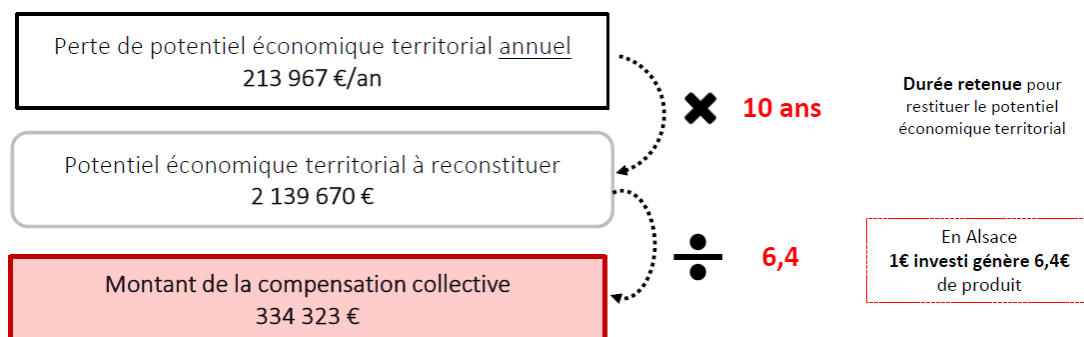 Perte de potentiel économique territorial annuel
213 967 €/an
10 ans
Durée retenue pour
restituer le potentiel
économique territorial
Potentiel économique territorial à reconstituer
2 139 670 €
6,4
En Alsace
1€ investi génère 6,4€
de produit
Montant de la compensation collective
334 323 €